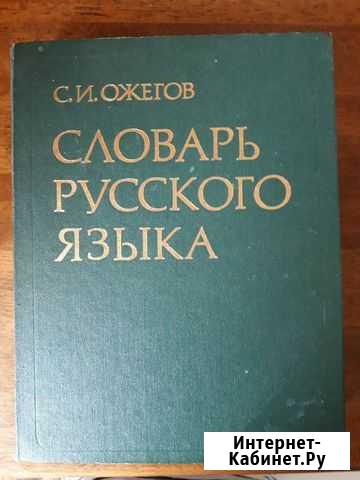 С.И.ОЖЕГОВ
СЛОВАРЬ
РУССКОГО
ЯЗЫКА
Интернет-
Кабинет.Ру